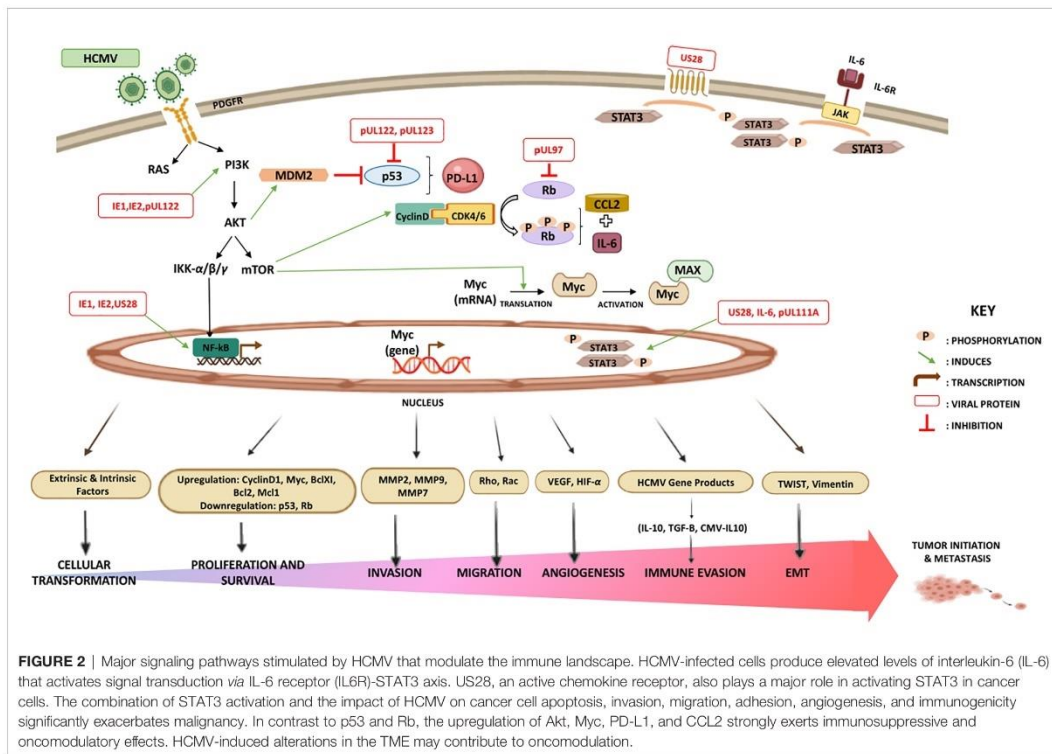 HCMV
PDGFR
RAS
PI3K
IE1,IE2,pUL122
AKT
MDM2
pUL122, pUL123
p53
PD-L1
pUL97
Rb
CyclinD
CDK4/6
P P P
Rb
CCL2
IL-6
US28
STAT3
P
STAT3
STAT3
P
IL-6
IL-6R
JAK
STAT3
IKK-α/β/γ
mTOR
Myc
(mRNA)
TRANSLATION
Myc
ACTIVATION
MAX
Myc
IE1, IE2,US28
NF-kB
Myc
(gene)
P
STAT3
STAT3
P
US28, IL-6, pUL111A
NUCLEUS
KEY
P : PHOSPHORYLATION
: INDUCES
: TRANSCRIPTION
: VIRAL PROTEIN
: INHIBITION
Extrinsic & Intrinsic
Factors
Upregulation: CyclinD1, Myc, BclXI,
Bcl2, Mcl1
Downregulation: p53, Rb
MMP2, MMP9,
MMP7
Rho, Rac
VEGF, HIF-α
HCMV Gene Products
TWIST, Vimentin
(IL-10, TGF-B, CMV-IL10)
CELLULAR
TRANSFORMATION
PROLIFERATION AND
SURVIVAL
INVASION
MIGRATION
ANGIOGENESIS
IMMUNE EVASION
EMT
TUMOR INITIATION
& METASTASIS
FIGURE 2 | Major signaling pathways stimulated by HCMV that modulate the immune landscape. HCMV-infected cells produce elevated levels of interleukin-6 (IL-6)
that activates signal transduction via IL-6 receptor (IL6R)-STAT3 axis. US28, an active chemokine receptor, also plays a major role in activating STAT3 in cancer
cells. The combination of STAT3 activation and the impact of HCMV on cancer cell apoptosis, invasion, migration, adhesion, angiogenesis, and immunogenicity
significantly exacerbates malignancy. In contrast to p53 and Rb, the upregulation of Akt, Myc, PD-L1, and CCL2 strongly exerts immunosuppressive and
oncomodulatory effects. HCMV-induced alterations in the TME may contribute to oncomodulation.